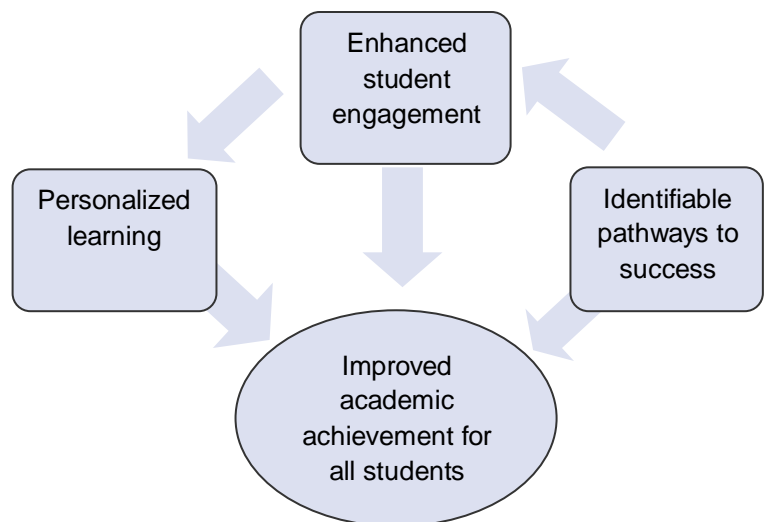 Enhanced
student
engagement
Personalized
learning
Identifiable
pathways to
success
Improved
academic
achievement for
all students